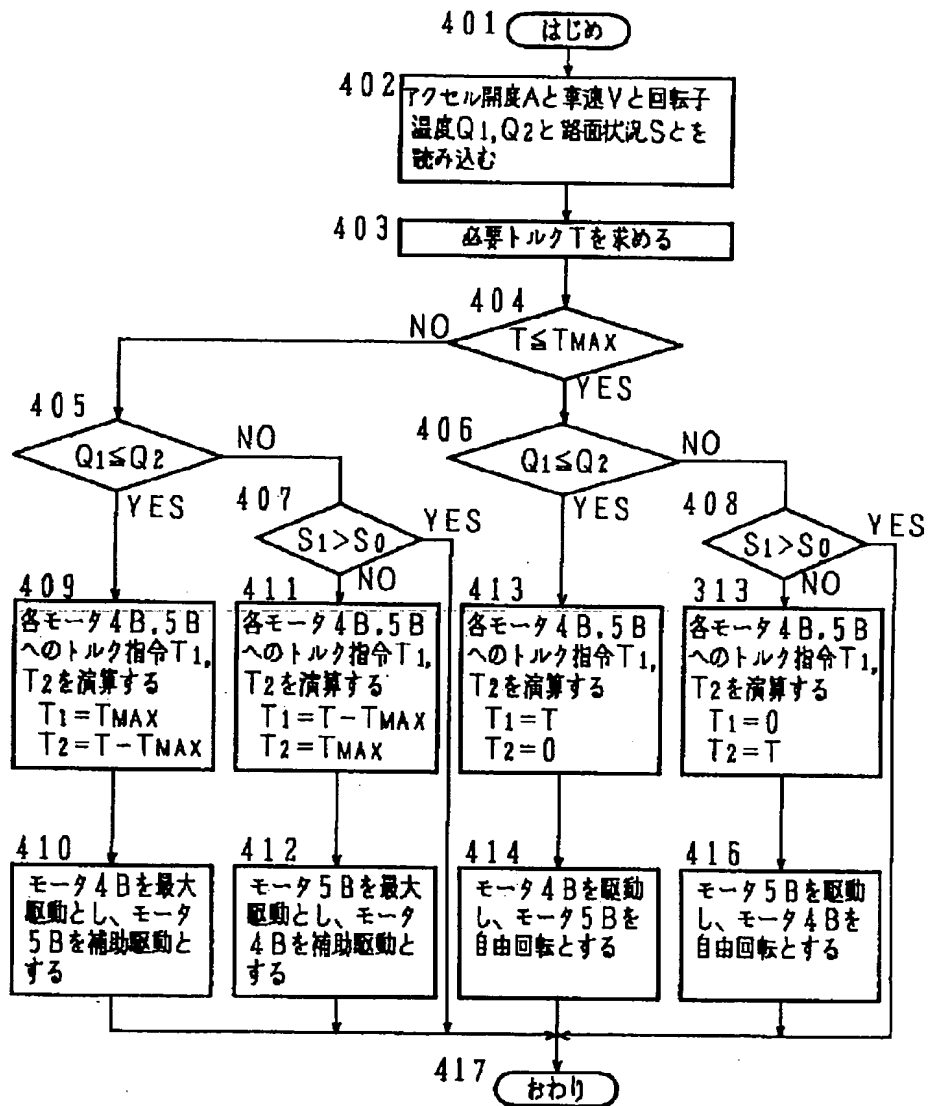 401
はじめ
402
アクセル開度Aと車速Vと回転子
温度Q1,Q2と路面状況Sとを
読み込む
403
必要トルクTを求める
404
T≦TMAX
NO
YES
405
Q1≦Q2
NO
YES
406
Q1≦Q2
NO
YES
407
S1>S0
YES
NO
408
S1>S0
YES
NO
409
各モータ4B.5B
へのトルク指令T1,
T2を演算する
T1=TMAX
T2=T-TMAX
411
各モータ4B.5B
へのトルク指令T1,
T2を演算する
T1=T-TMAX
T2=TMAX
413
各モータ4B.5B
へのトルク指令T1,
T2を演算する
T1=T
T2=0
313
各モータ4B.5B
へのトルク指令T1,
T2を演算する
T1=0
T2=T
410
モータ4Bを最大
駆動とし、モータ
5Bを補助駆動と
する
412
モータ5Bを最大
駆動とし、モータ
4Bを補助駆動と
する
414
モータ4Bを駆動
し、モータ5Bを
自由回転とする
416
モータ5Bを駆動
し、モータ4Bを
自由回転とする
417
おわり